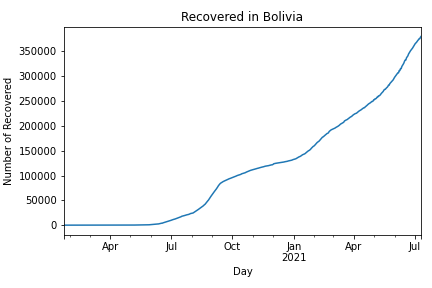 Recovered in Bolivia
Number of Recovered
350000
300000
250000
200000
150000
100000
50000
0
Apr
Jul
Oct
Jan
2021
Apr
Jul
Day